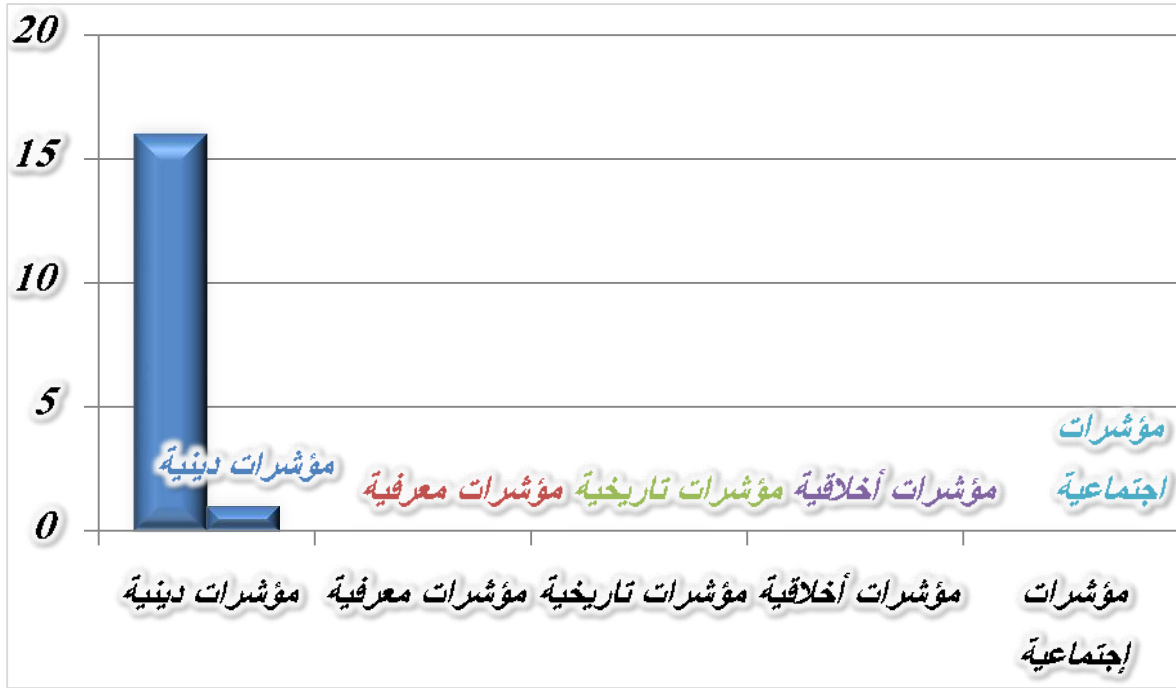 20
15
10
5
0
مؤشرات دينية
مؤشرات معرفية
مؤشرات تاريخية
مؤشرات أخلاقية
مؤشرات
اجتماعية
مؤشرات دينية
مؤشرات معرفية
مؤشرات تاريخية
مؤشرات أخلاقية
مؤشرات
إجتماعية